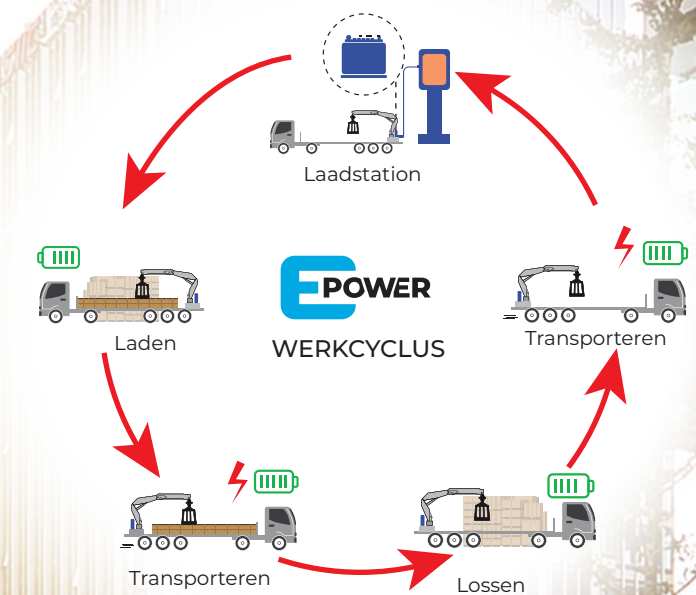 Laadstation
Laden
EPOWER
WERKCYCLUS
Transporteren
Transporteren
Lossen